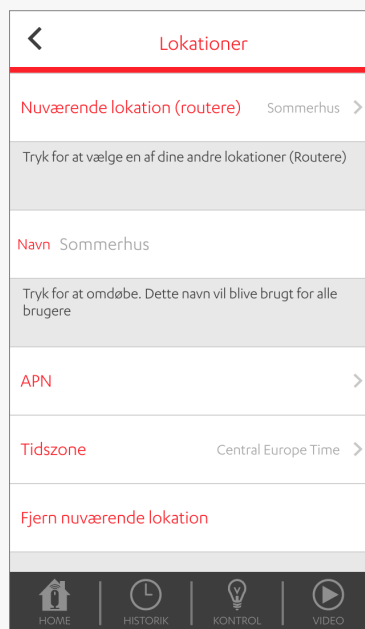 Lokationer
Nuværende lokation (routere) Sommerhus
Tryk for at vælge en af dine andre lokationer (Routere)
Navn Sommerhus
Tryk for at omdøbe. Dette navn vil blive brugt for alle
brugere
APN
Tidszone Central Europe Time
Fjern nuværende lokation
HOME HISTORIK KONTROL VIDEO